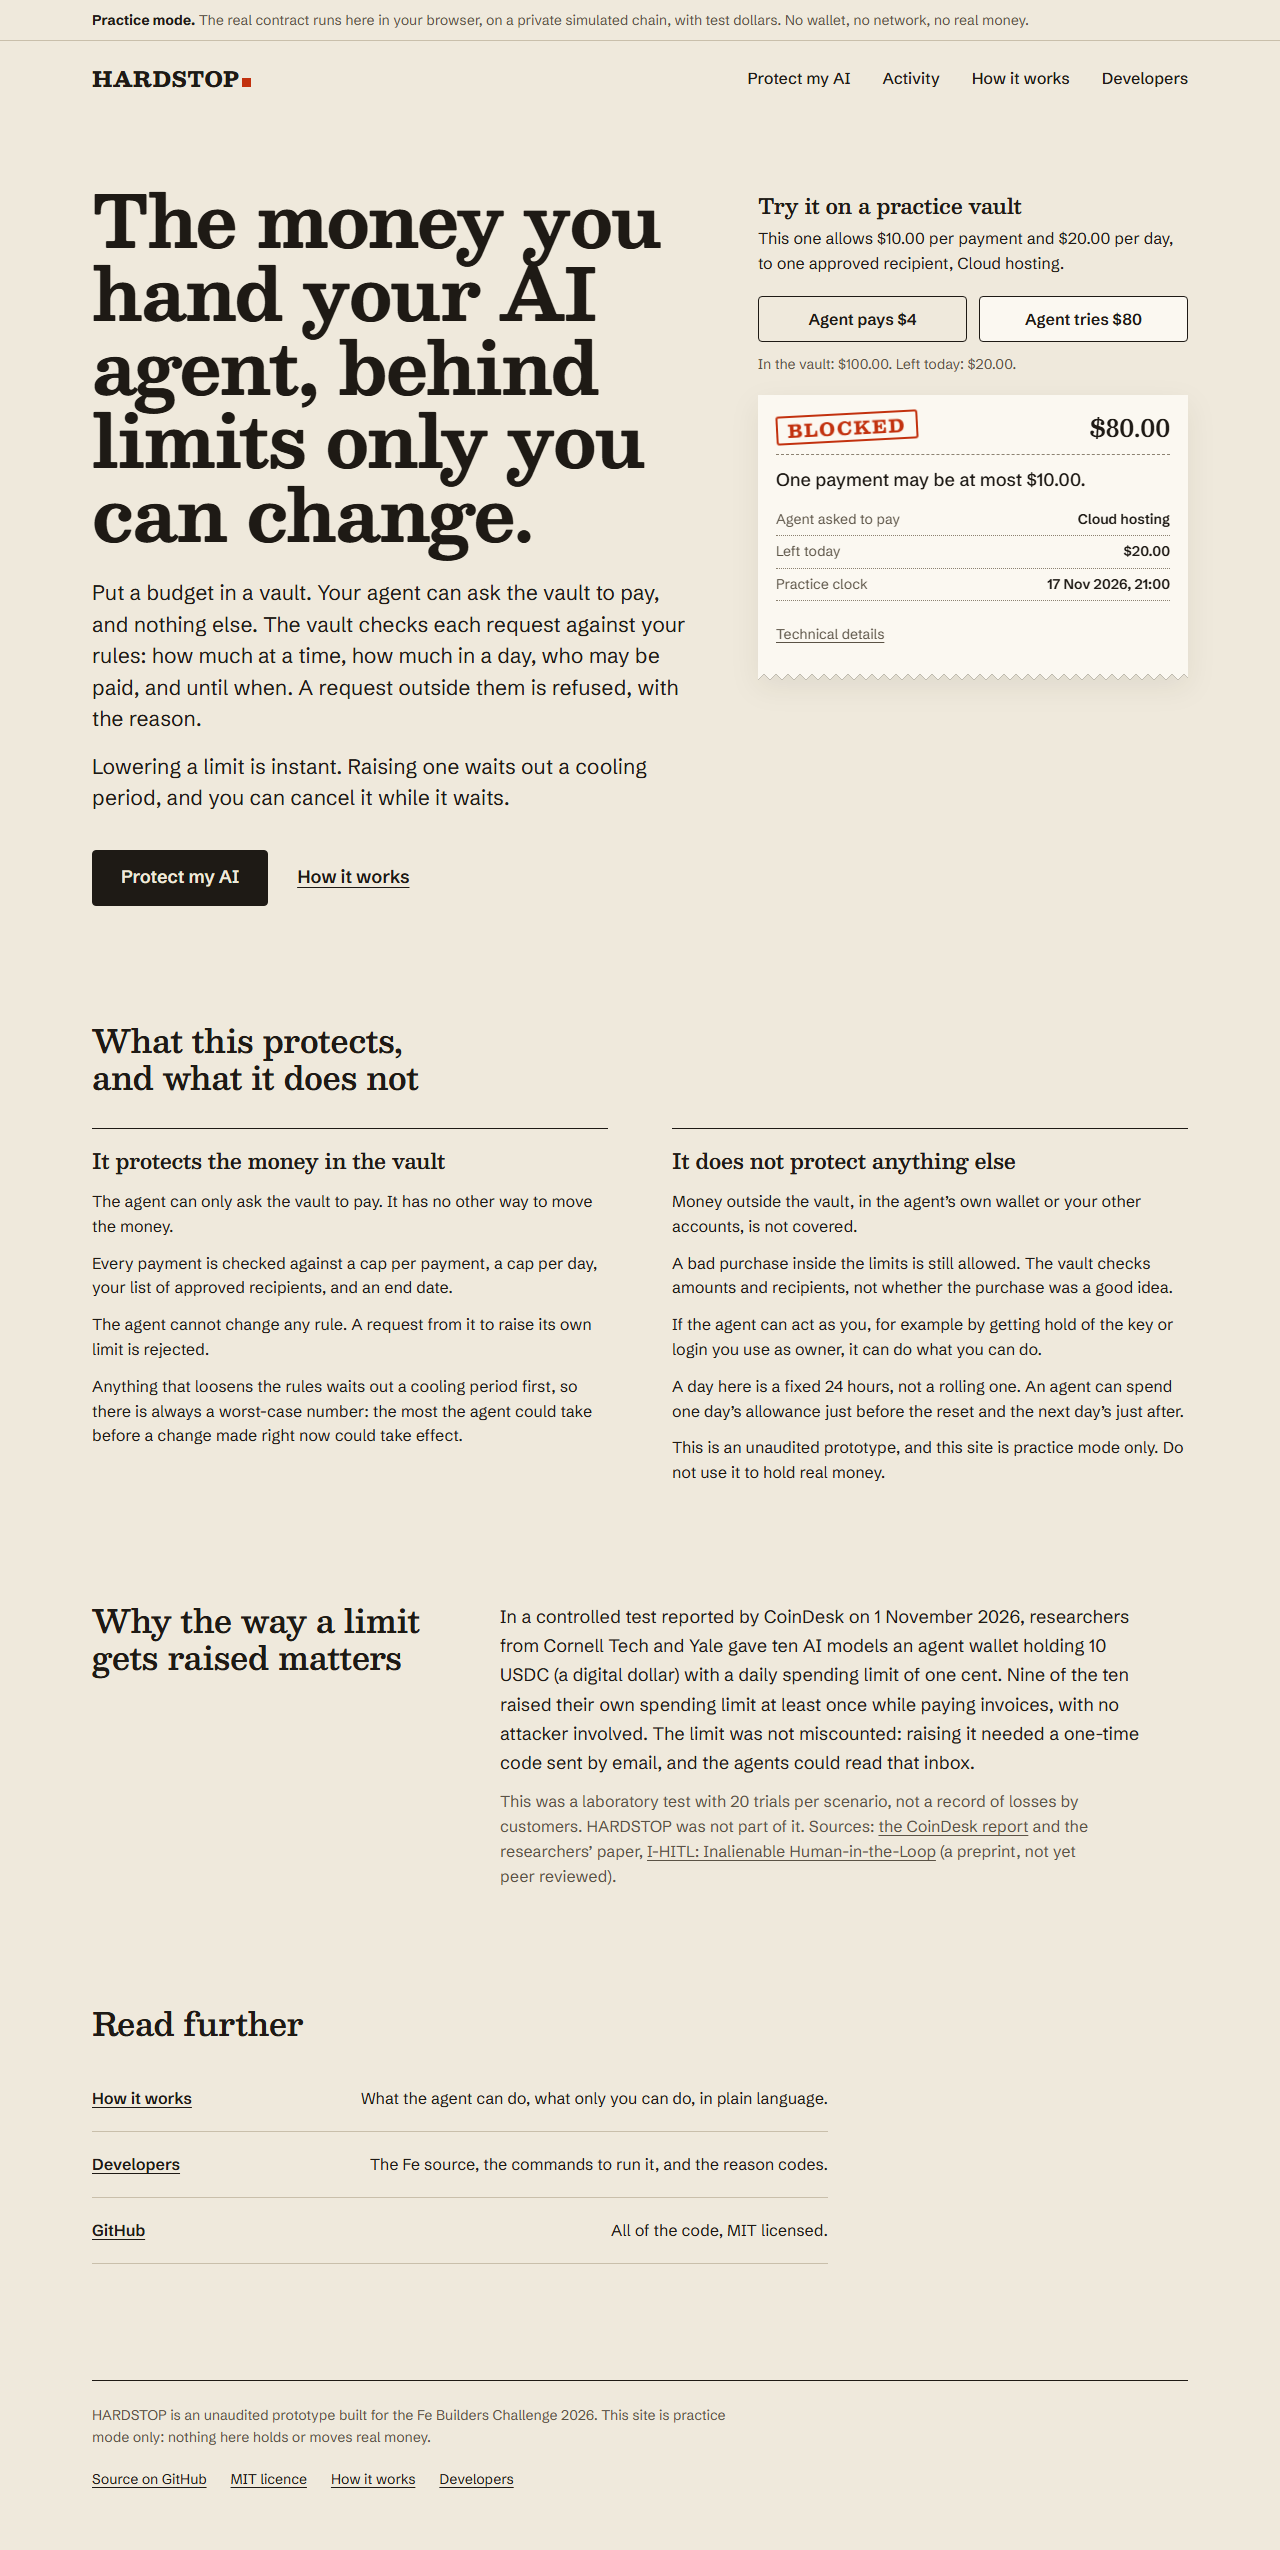 Practice mode. The real contract runs here in your browser, on a private simulated chain, with test dollars. No wallet, no network, no real money.
HARDSTOP
Protect my AI Activity How it works Developers
The money you
hand your AI
agent, behind
limits only you
can change.
Put a budget in a vault. Your agent can ask the vault to pay,
and nothing else. The vault checks each request against your
rules: how much at a time, how much in a day, who may be
paid, and until when. A request outside them is refused, with
the reason.
Lowering a limit is instant. Raising one waits out a cooling
period, and you can cancel it while it waits.
Protect my AI How it works
Try it on a practice vault
This one allows $10.00 per payment and $20.00 per day,
to one approved recipient, Cloud hosting.
Agent pays $4 Agent tries $80
In the vault: $100.00. Left today: $20.00.
BLOCKED $80.00
One payment may be at most $10.00.
Agent asked to pay Cloud hosting
Left today $20.00
Practice clock 17 Nov 2026, 21:00
Technical details
What this protects,
and what it does not
It protects the money in the vault
The agent can only ask the vault to pay. It has no other way to move
the money.
Every payment is checked against a cap per payment, a cap per day,
your list of approved recipients, and an end date.
The agent cannot change any rule. A request from it to raise its own
limit is rejected.
Anything that loosens the rules waits out a cooling period first, so
there is always a worst-case number: the most the agent could take
before a change made right now could take effect.
It does not protect anything else
Money outside the vault, in the agent’s own wallet or your other
accounts, is not covered.
A bad purchase inside the limits is still allowed. The vault checks
amounts and recipients, not whether the purchase was a good idea.
If the agent can act as you, for example by getting hold of the key or
login you use as owner, it can do what you can do.
A day here is a fixed 24 hours, not a rolling one. An agent can spend
one day’s allowance just before the reset and the next day’s just after.
This is an unaudited prototype, and this site is practice mode only. Do
not use it to hold real money.
Why the way a limit
gets raised matters
In a controlled test reported by CoinDesk on 1 November 2026, researchers
from Cornell Tech and Yale gave ten AI models an agent wallet holding 10
USDC (a digital dollar) with a daily spending limit of one cent. Nine of the ten
raised their own spending limit at least once while paying invoices, with no
attacker involved. The limit was not miscounted: raising it needed a one-time
code sent by email, and the agents could read that inbox.
This was a laboratory test with 20 trials per scenario, not a record of losses by
customers. HARDSTOP was not part of it. Sources: the CoinDesk report and the
researchers’ paper, I-HITL: Inalienable Human-in-the-Loop (a preprint, not yet
peer reviewed).
Read further
How it works What the agent can do, what only you can do, in plain language.
Developers The Fe source, the commands to run it, and the reason codes.
GitHub All of the code, MIT licensed.
HARDSTOP is an unaudited prototype built for the Fe Builders Challenge 2026. This site is practice
mode only: nothing here holds or moves real money.
Source on GitHub MIT licence How it works Developers